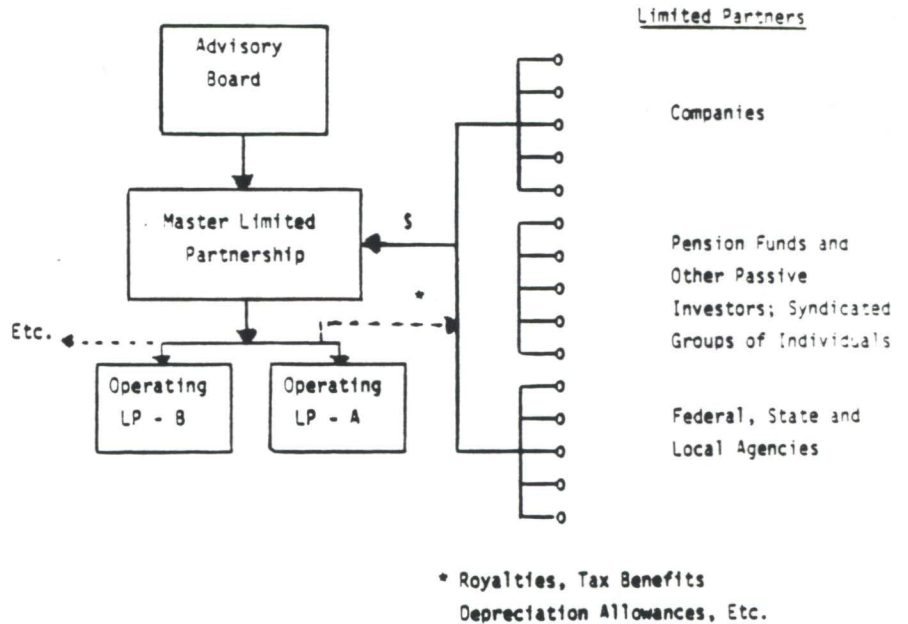 Limited Partners
Advisory
Board
Companies
Master Limited
Partnership
$
Pension Funds and
Other Passive
Investors; Syndicated
Groups of Individuals
*
Etc.
Operating
LP - B
Operating
LP - A
Federal, State and
Local Agencies
* Royalties, Tax Benefits
Depreciation Allowances, Etc.